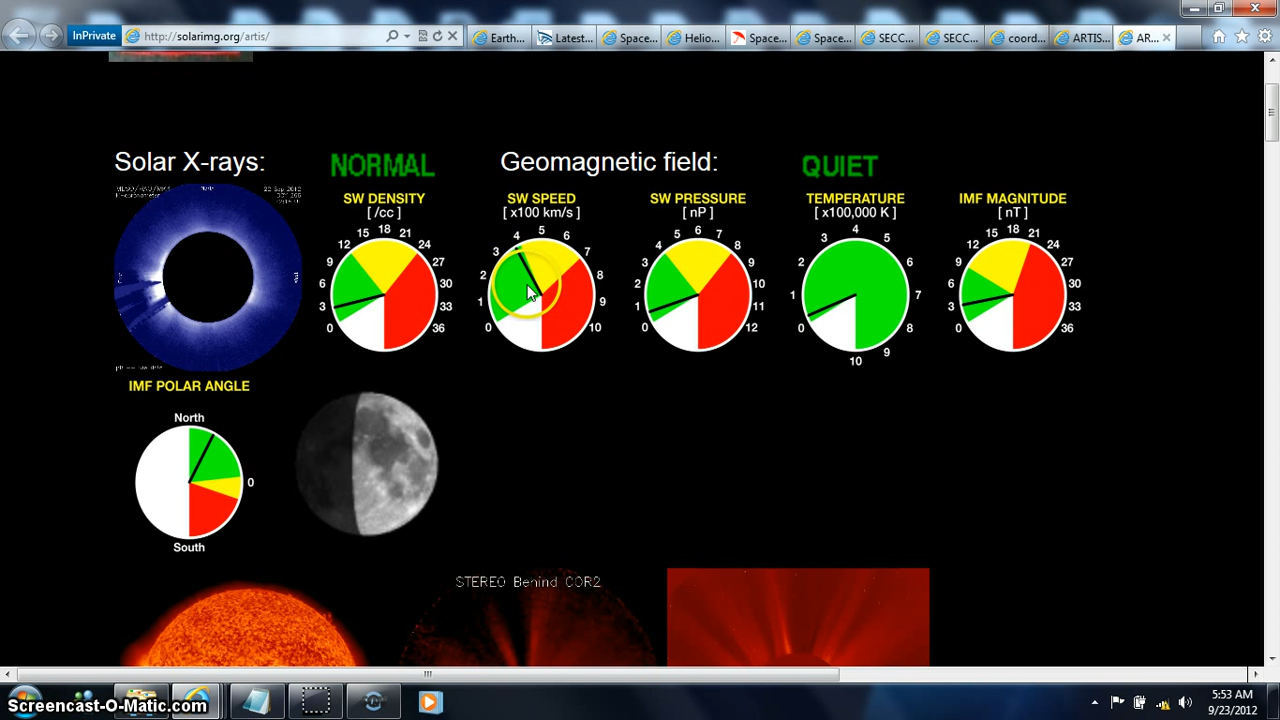 InPrivate
http://solarimg.org/artis/
Earth...
Latest...
Space...
Helio...
Space...
Space...
SECC...
SECC...
coord...
ARTIS...
AR...
Solar X-rays:
NORMAL
Geomagnetic field:
QUIET
SW DENSITY
[ /cc ]
0 3 6 9 12 15 18 21 24 27 30 33 36
SW SPEED
[ x100 km/s ]
0 1 2 3 4 5 6 7 8 9 10
SW PRESSURE
[ nP ]
0 1 2 3 4 5 6 7 8 9 10 11 12
TEMPERATURE
[ x100,000 K ]
0 1 2 3 4 5 6 7 8 9 10
IMF MAGNITUDE
[ nT ]
0 3 6 9 12 15 18 21 24 27 30 33 36
IMF POLAR ANGLE
North
0
South
STEREO Behind COR2
Screencast-O-Matic.com
5:53 AM
9/23/2012